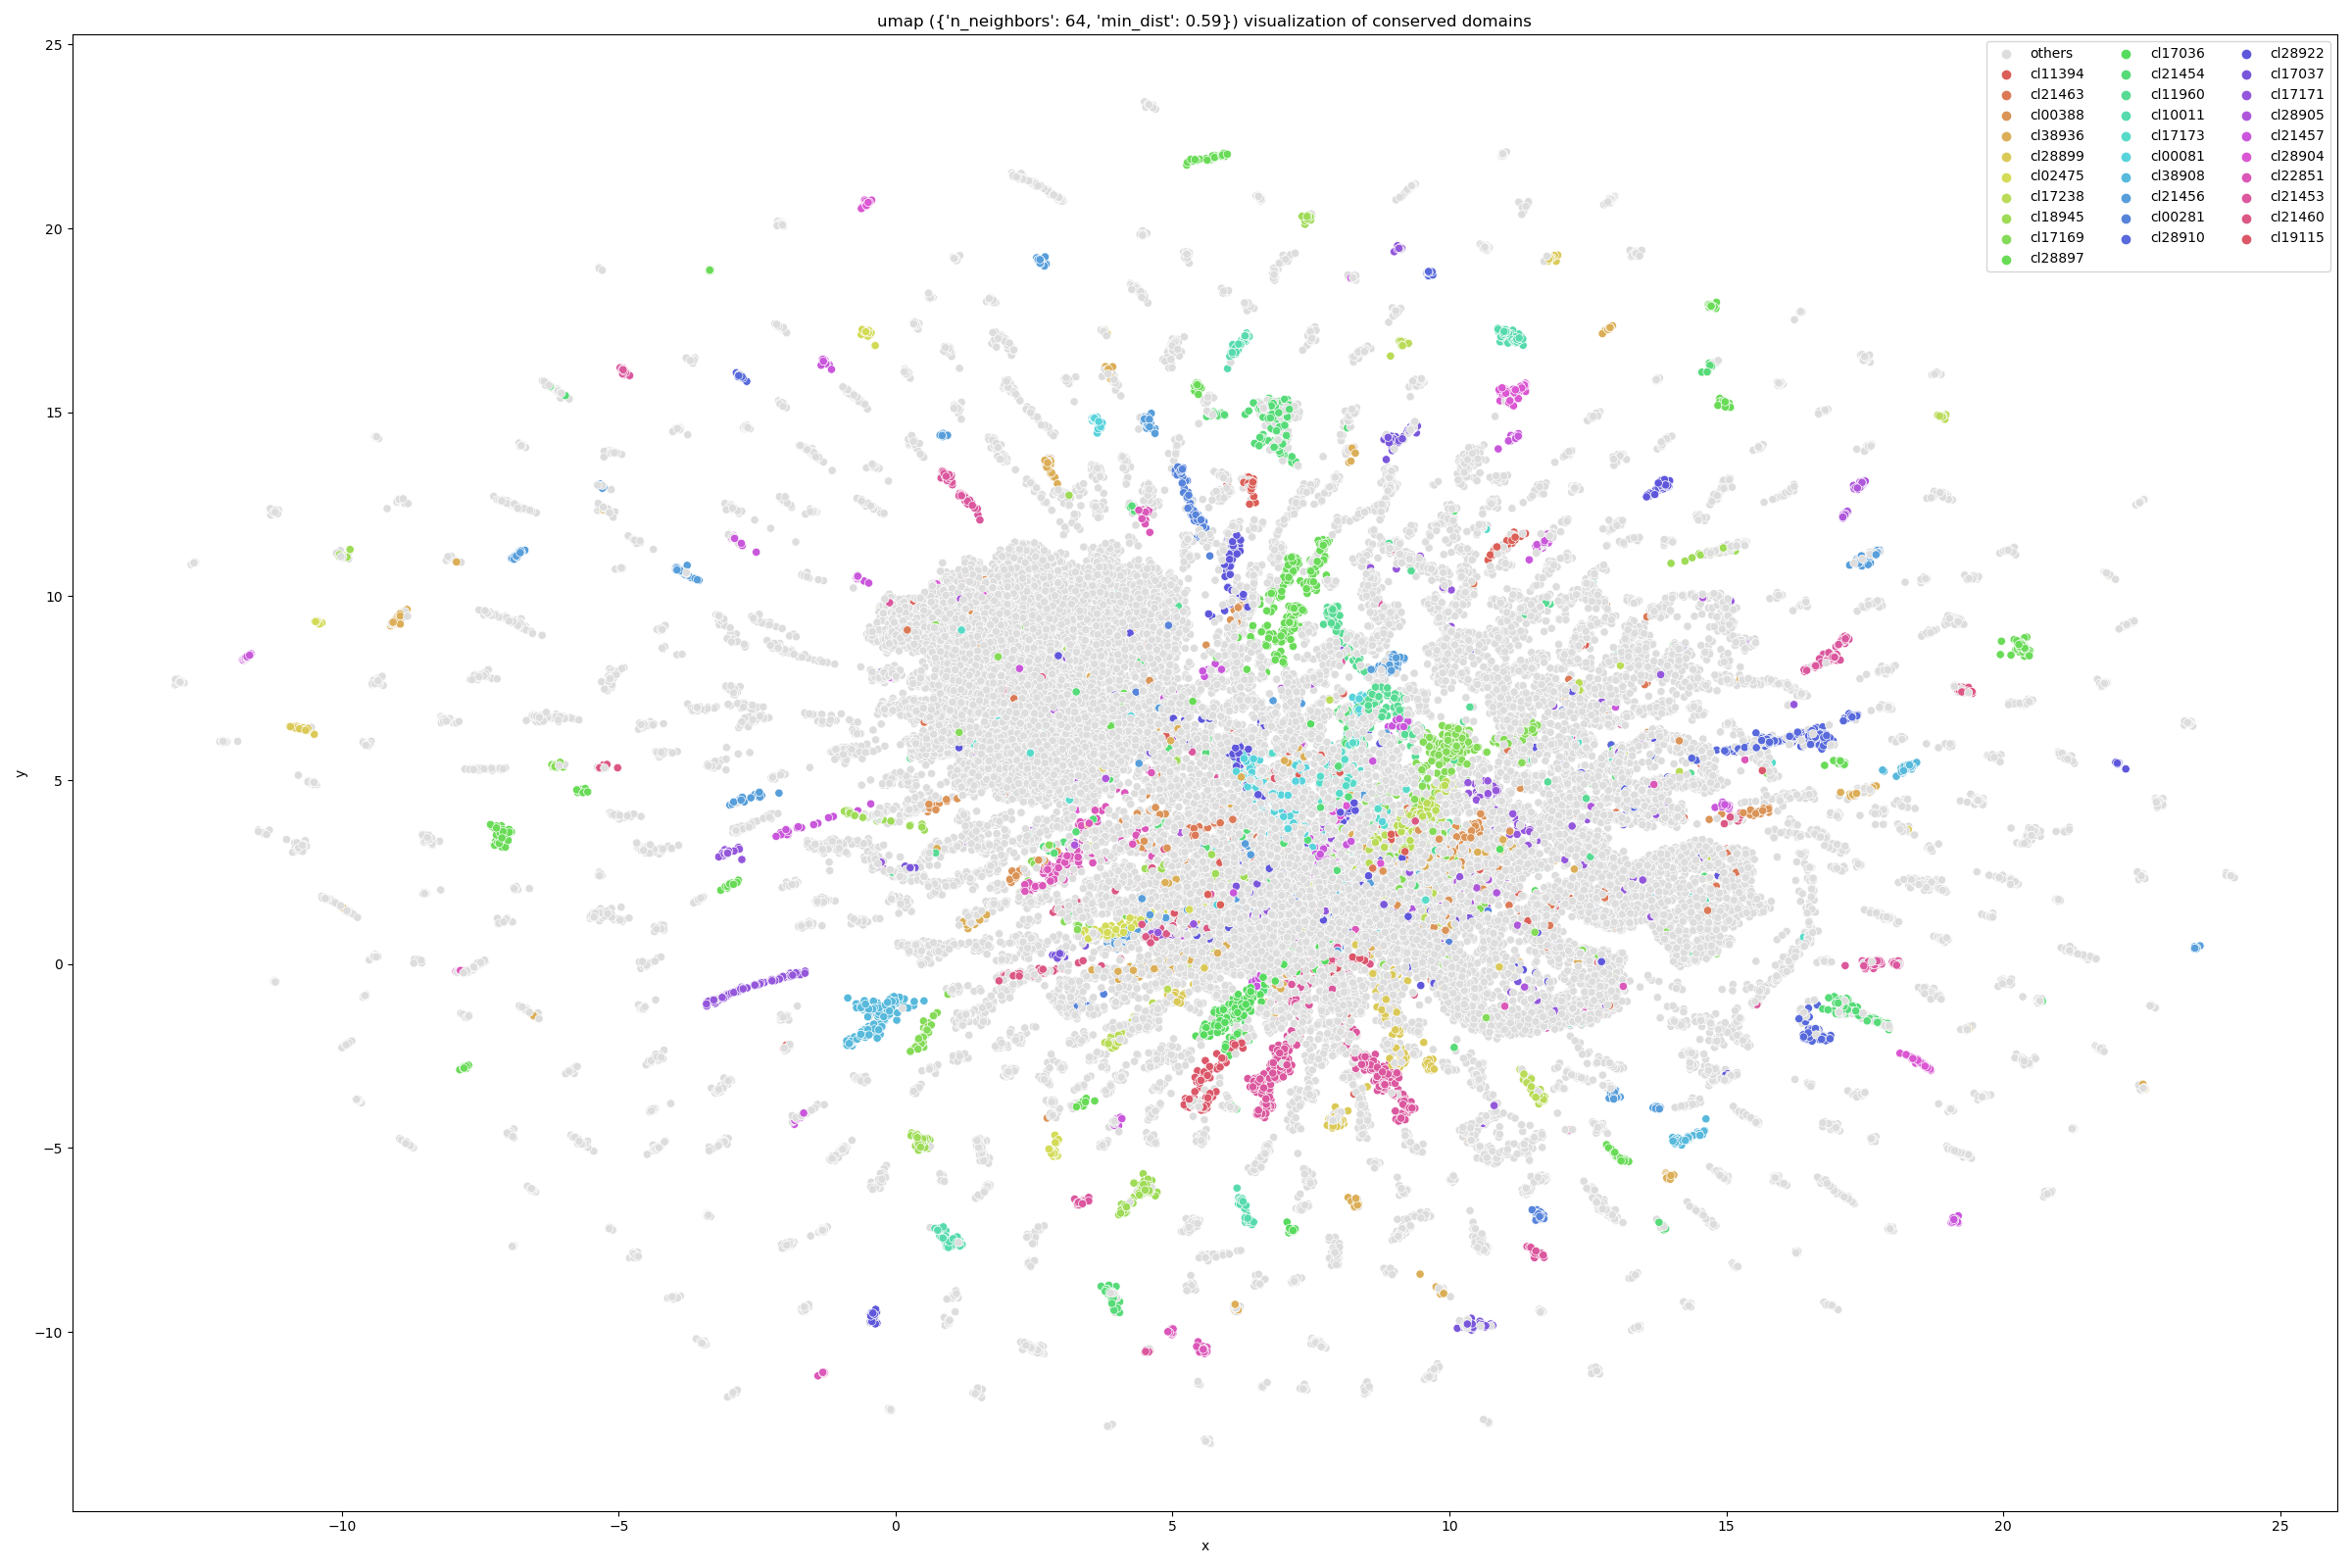 umap ({'n_neighbors': 64, 'min_dist': 0.59}) visualization of conserved domains
others
cl11394
cl21463
cl00388
cl38936
cl28899
cl02475
cl17238
cl18945
cl17169
cl28897
cl17036
cl21454
cl11960
cl10011
cl17173
cl00081
cl38908
cl21456
cl00281
cl28910
cl28922
cl17037
cl17171
cl28905
cl21457
cl28904
cl22851
cl21453
cl21460
cl19115
y
25
20
15
10
5
0
−5
−10
−10
−5
0
5
10
15
20
25
x